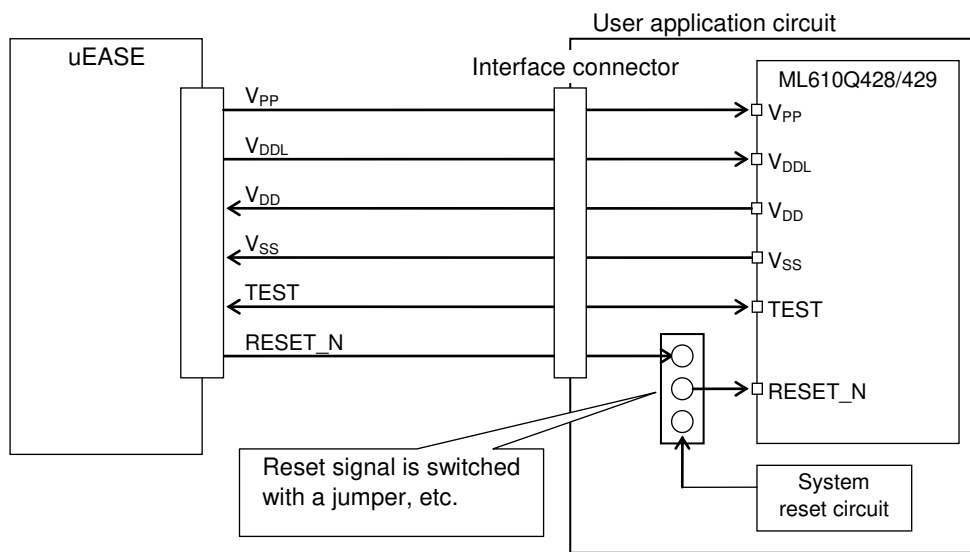 User application circuit
uEASE
Interface connector
ML610Q428/429
VPP
VPP
VDDL
VDDL
VDD
VDD
VSS
VSS
TEST
TEST
RESET_N
RESET_N
Reset signal is switched
with a jumper, etc.
System
reset circuit